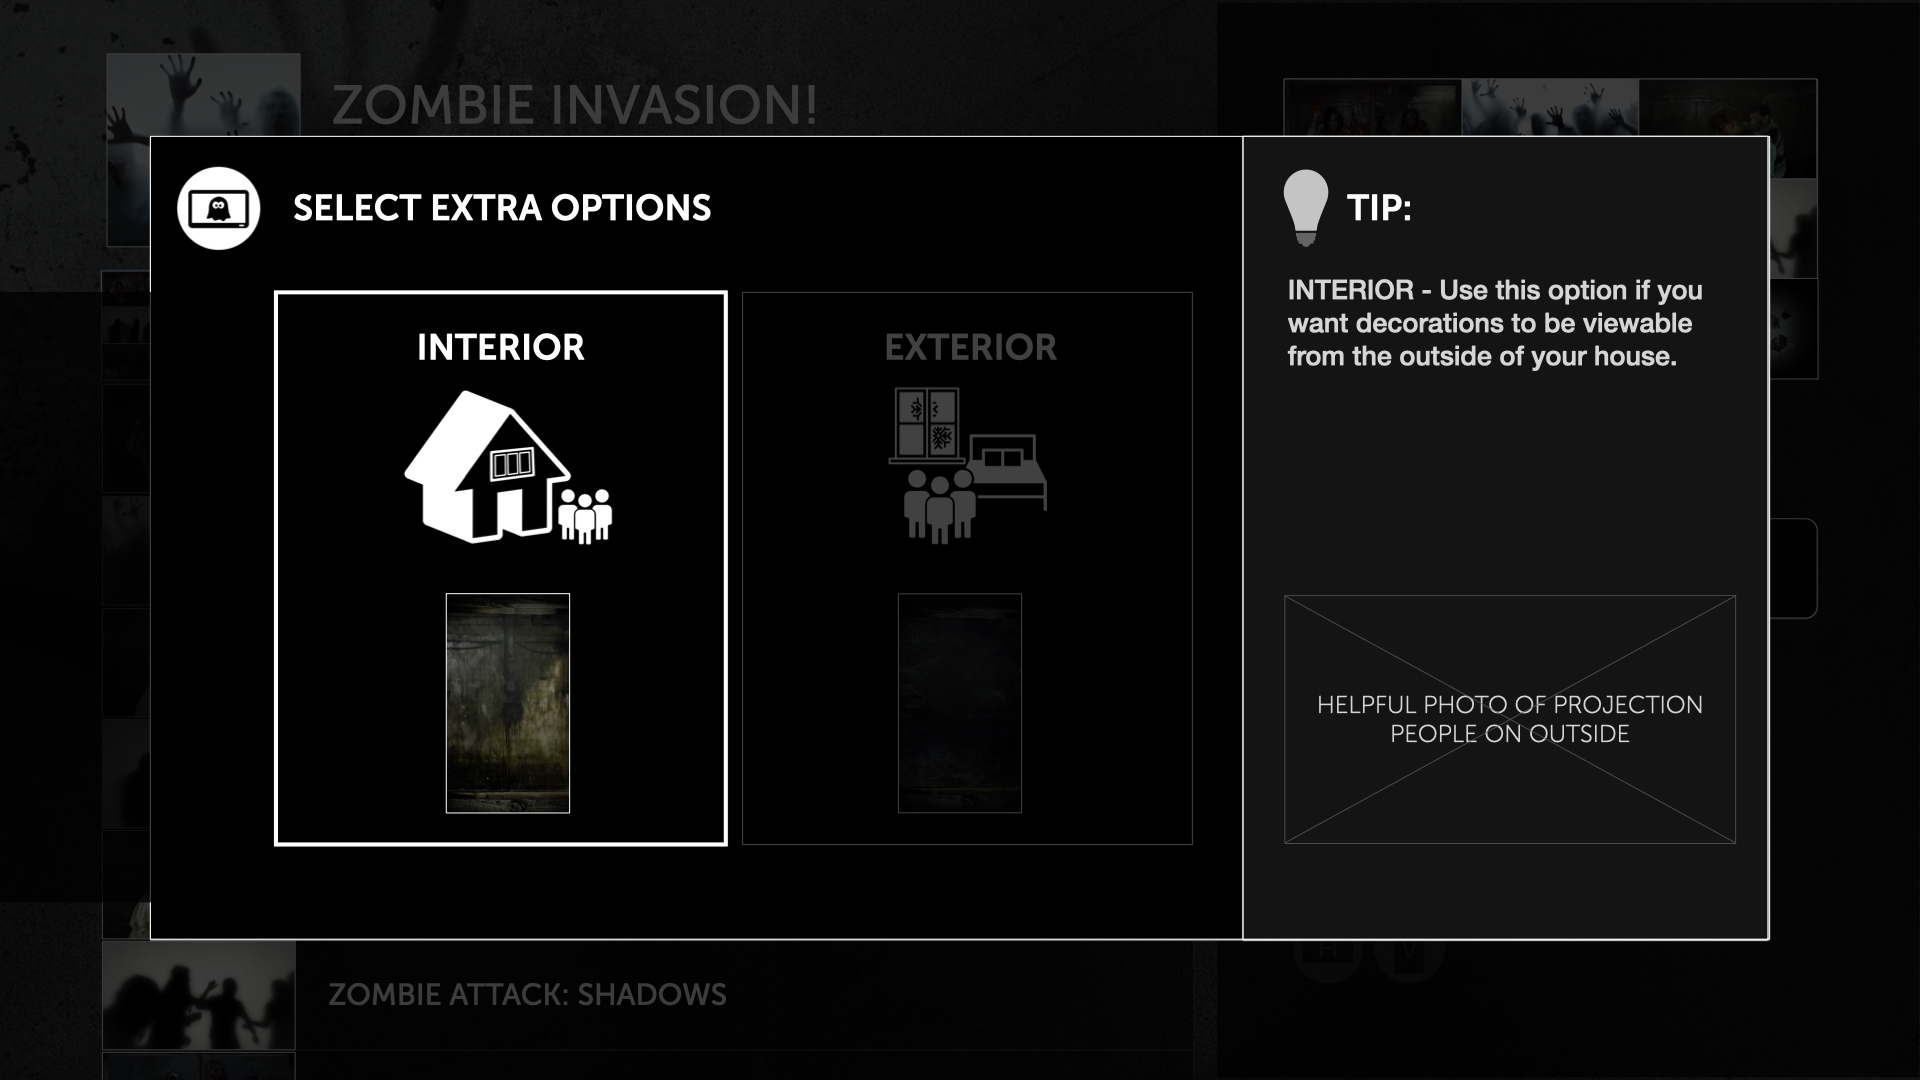 ZOMBIE INVASION!
SELECT EXTRA OPTIONS
INTERIOR
EXTERIOR
TIP:
INTERIOR - Use this option if you
want decorations to be viewable
from the outside of your house.
HELPFUL PHOTO OF PROJECTION
PEOPLE ON OUTSIDE
H V
ZOMBIE ATTACK: SHADOWS